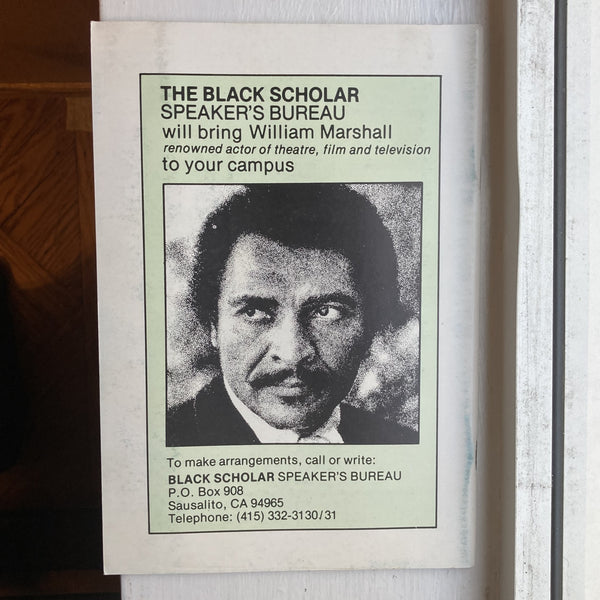 THE BLACK SCHOLAR
SPEAKER'S BUREAU
will bring William Marshall
renowned actor of theatre, film and television
to your campus
To make arrangements, call or write:
BLACK SCHOLAR SPEAKER'S BUREAU
P.O. Box 908
Sausalito, CA 94965
Telephone: (415) 332-3130/31